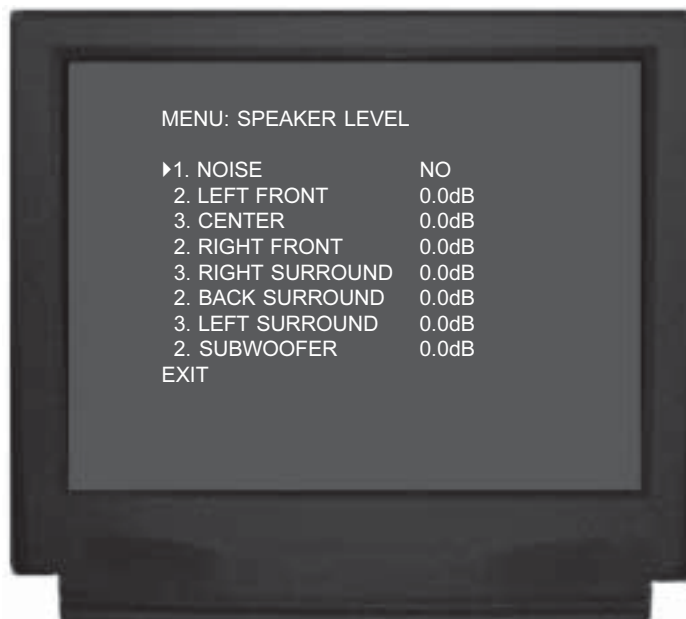 MENU: SPEAKER LEVEL
▶1. NOISE NO
2. LEFT FRONT 0.0dB
3. CENTER 0.0dB
2. RIGHT FRONT 0.0dB
3. RIGHT SURROUND 0.0dB
2. BACK SURROUND 0.0dB
3. LEFT SURROUND 0.0dB
2. SUBWOOFER 0.0dB
EXIT